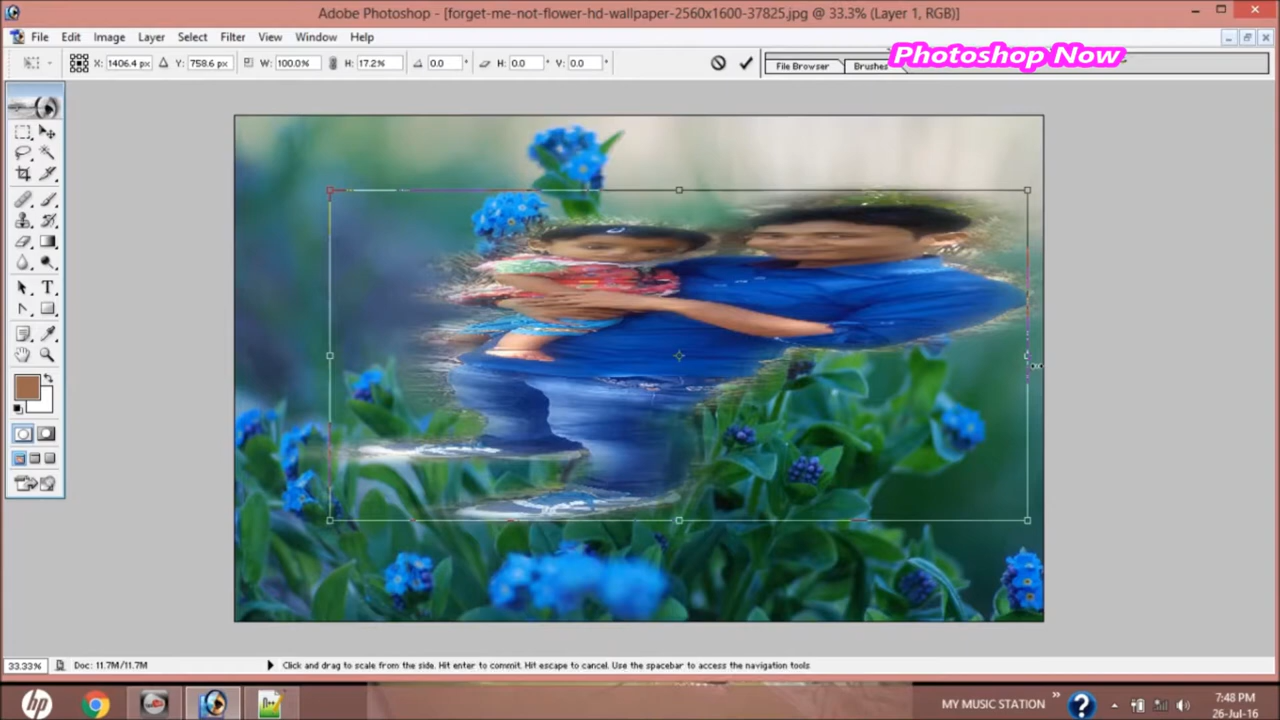 Adobe Photoshop - [forget-me-not-flower-hd-wallpaper-2560x1600-37825.jpg @ 33.3% (Layer 1, RGB)]
File Edit Image Layer Select Filter View Window Help
X: 1406.4 px Y: 758.6 px W: 100.0% H: 17.2% 0.0 ° H: 0.0 V: 0.0 °
File Browser Brushes
Photoshop Now
33.33% Doc: 11.7M/11.7M Click and drag to scale from the side. Hit enter to commit. Hit escape to cancel. Use the spacebar to access the navigation tools
MY MUSIC STATION
7:48 PM
26-Jul-16